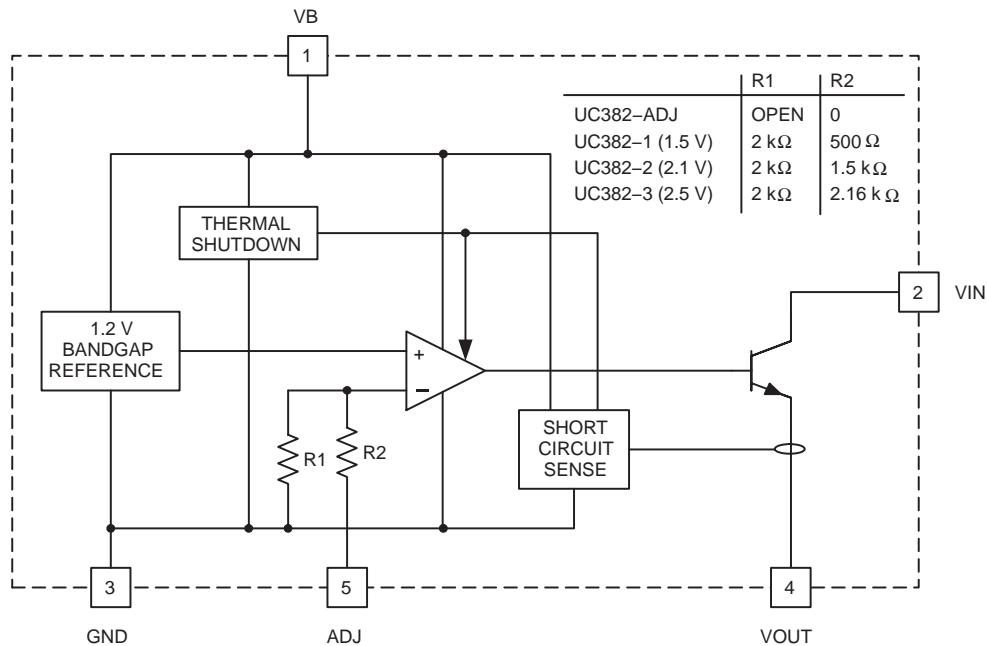 VB
1
R1 R2
UC382–ADJ OPEN 0
UC382–1 (1.5 V) 2 kΩ 500 Ω
UC382–2 (2.1 V) 2 kΩ 1.5 kΩ
UC382–3 (2.5 V) 2 kΩ 2.16 k Ω
THERMAL
SHUTDOWN
2 VIN
1.2 V
BANDGAP
REFERENCE
+
–
R1 R2
SHORT
CIRCUIT
SENSE
3 5 4
GND ADJ VOUT